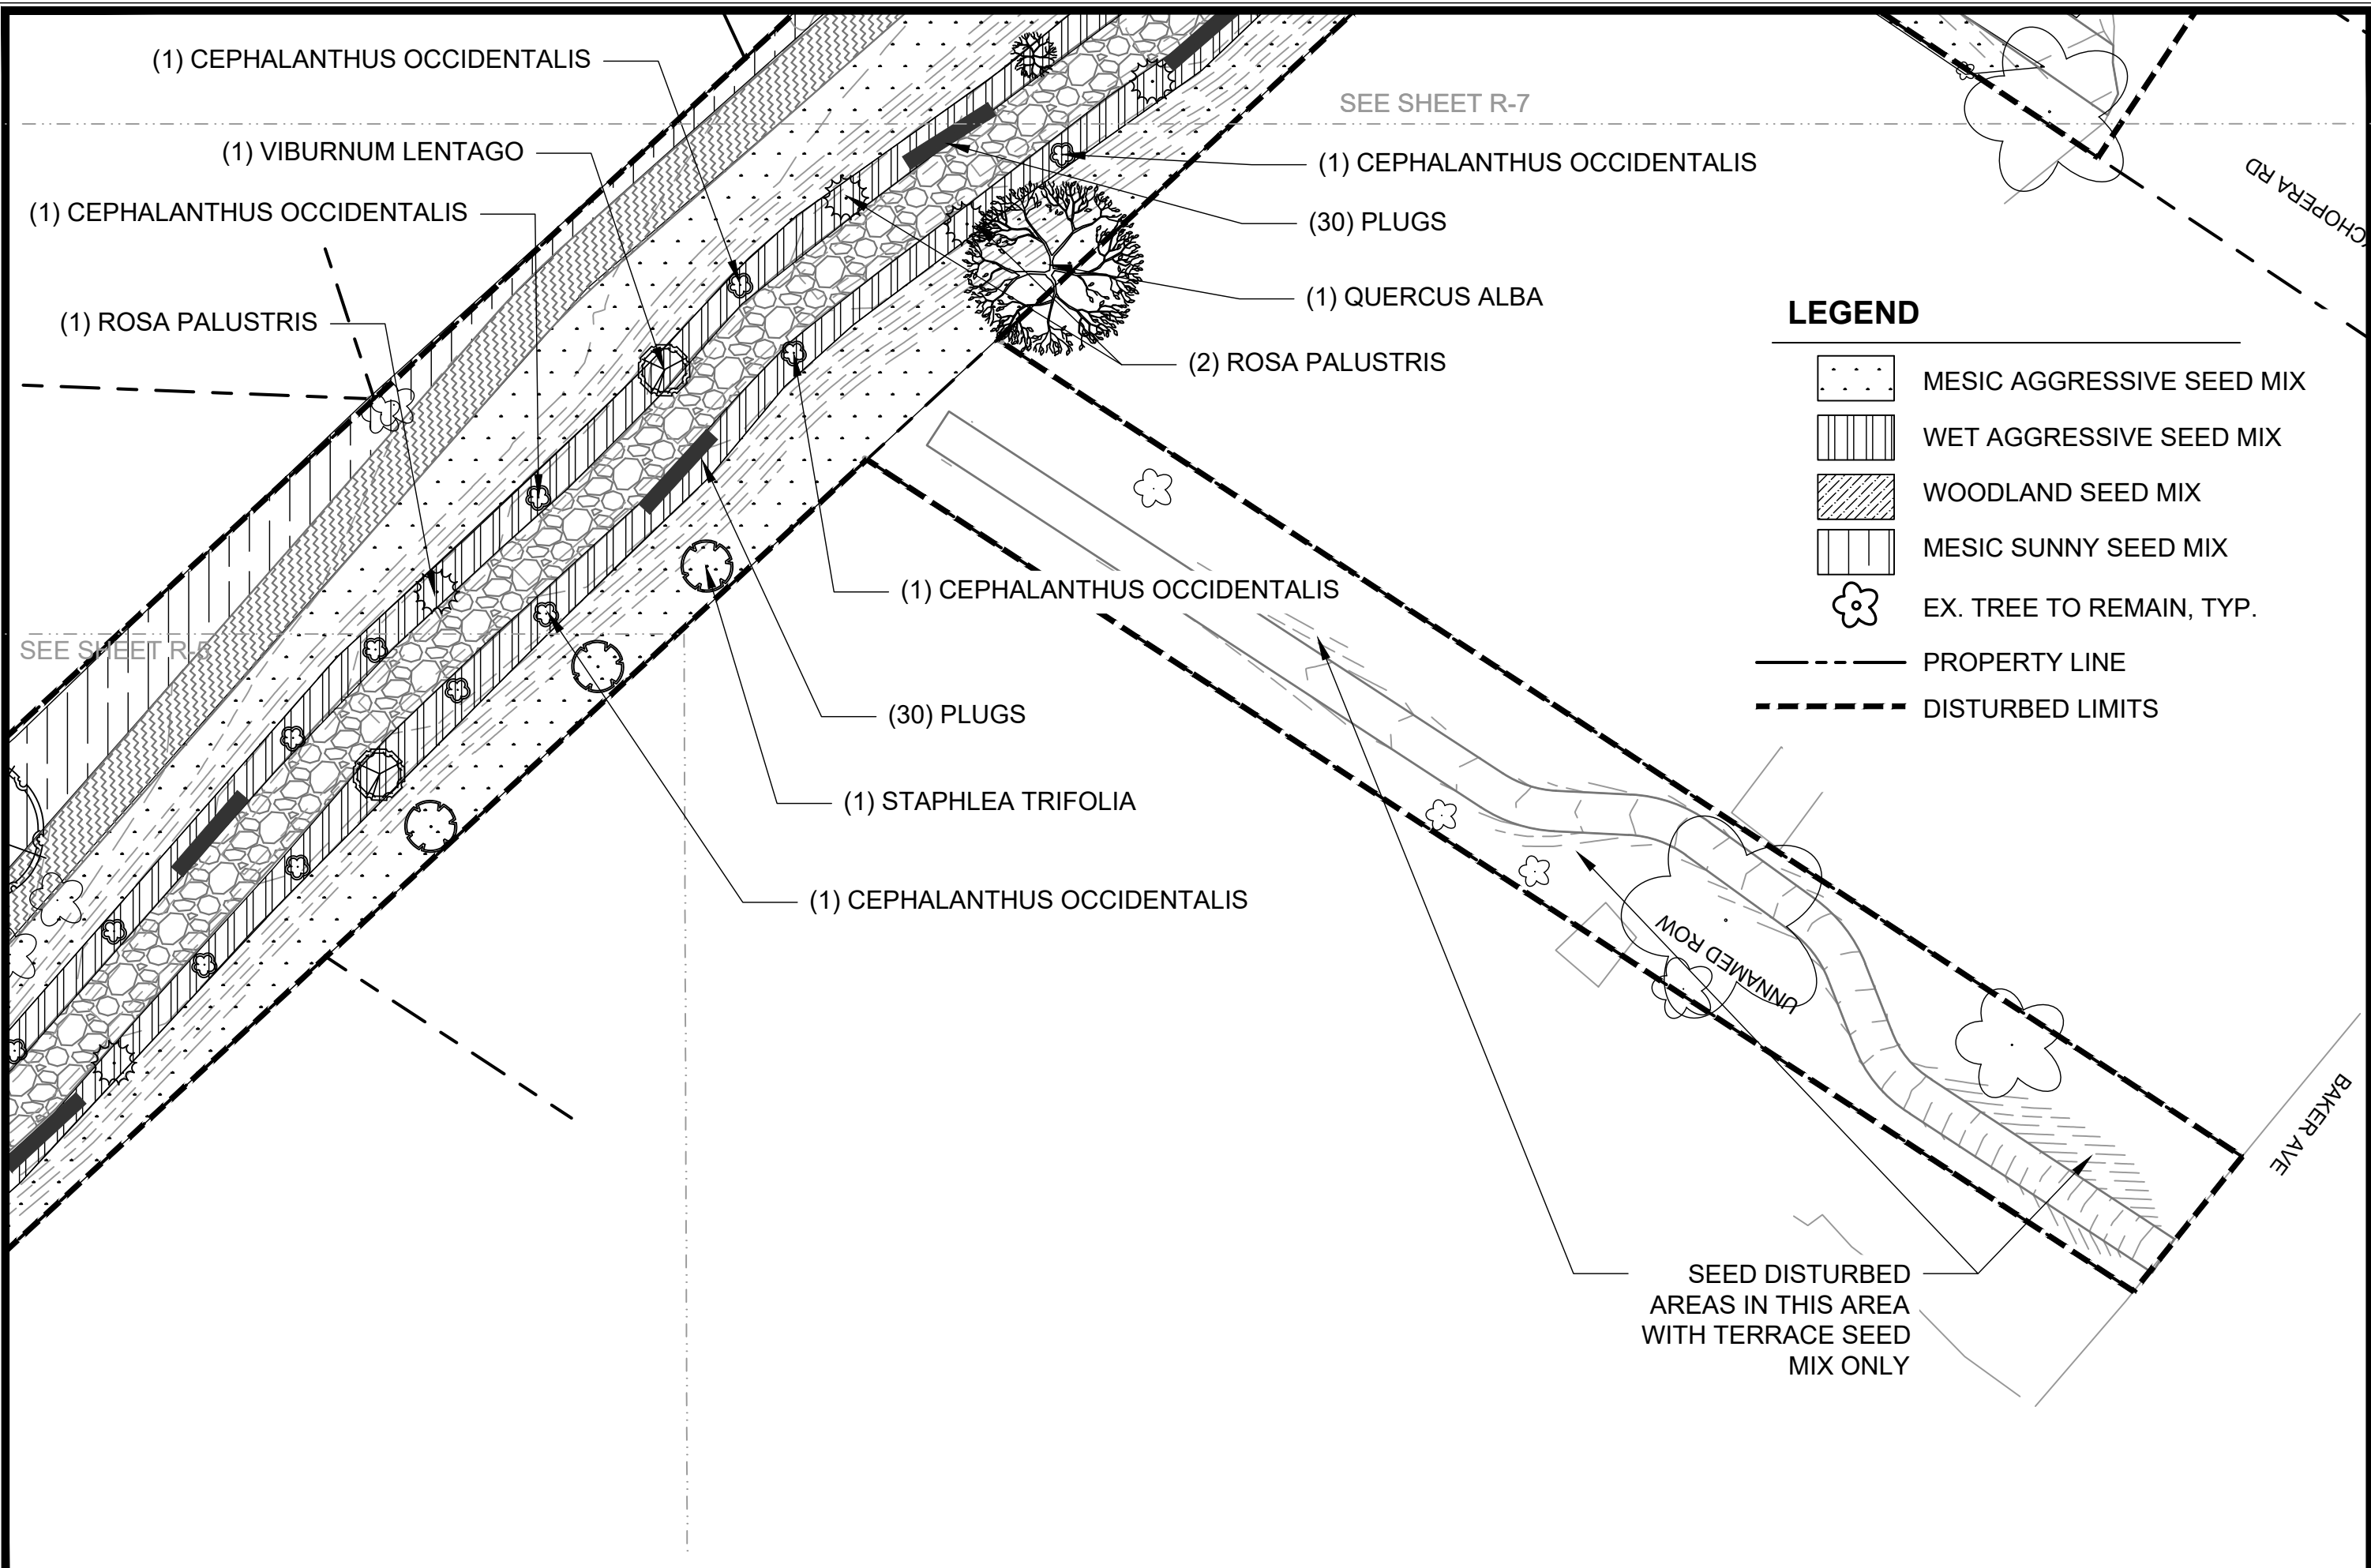 (1) CEPHALANTHUS OCCIDENTALIS
SEE SHEET R-7
(1) VIBURNUM LENTAGO
(1) CEPHALANTHUS OCCIDENTALIS
(1) CEPHALANTHUS OCCIDENTALIS
(30) PLUGS
(1) ROSA PALUSTRIS
(1) QUERCUS ALBA
(2) ROSA PALUSTRIS
CHOPERA RD
LEGEND
MESIC AGGRESSIVE SEED MIX
WET AGGRESSIVE SEED MIX
WOODLAND SEED MIX
MESIC SUNNY SEED MIX
EX. TREE TO REMAIN, TYP.
PROPERTY LINE
DISTURBED LIMITS
(1) CEPHALANTHUS OCCIDENTALIS
SEE SHEET
(30) PLUGS
(1) STAPHLEA TRIFOLIA
(1) CEPHALANTHUS OCCIDENTALIS
UNNAMED ROW
BAKER AVE
SEED DISTURBED
AREAS IN THIS AREA
WITH TERRACE SEED
MIX ONLY